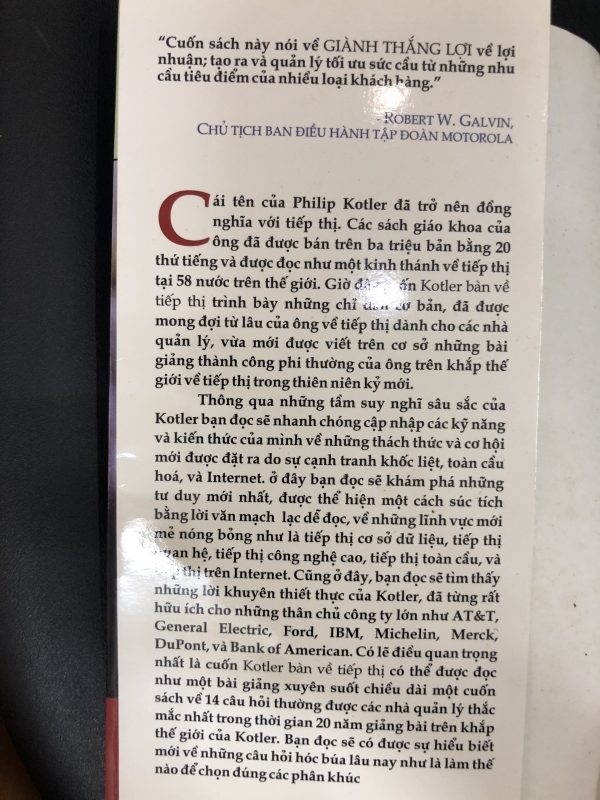 “Cuốn sách này nói về GIÀNH THẮNG LỢI về lợi
nhuận; tạo ra và quản lý tối ưu sức cầu từ những nhu
cầu tiêu điểm của nhiều loại khách hàng.”
- ROBERT W. GALVIN,
CHỦ TỊCH BAN ĐIỀU HÀNH TẬP ĐOÀN MOTOROLA
Cái tên của Philip Kotler đã trở nên đồng
nghĩa với tiếp thị. Các sách giáo khoa của
ông đã được bán trên ba triệu bản bằng 20
thứ tiếng và được đọc như một kinh thánh về tiếp thị
tại 58 nước trên thế giới. Giờ Kotler bàn về
tiếp thị trình bày những chỉ cơ bản, đã được
mong đợi từ lâu của ông về tiếp thị dành cho các nhà
quản lý, vừa mới được viết trên cơ sở những bài
giảng thành công phi thường của ông trên khắp thế
giới về tiếp thị trong thiên niên kỷ mới.
Thông qua những tầm suy nghĩ sâu sắc của
Kotler bạn đọc sẽ nhanh chóng cập nhập các kỹ năng
và kiến thức của mình về những thách thức và cơ hội
mới được đặt ra do sự cạnh tranh khốc liệt, toàn cầu
hoá, và Internet. ở đây bạn đọc sẽ khám phá những
tư duy mới nhất, được thể hiện một cách súc tích
bằng lời văn mạch lạc dễ đọc, về những lĩnh vực mới
mẻ nóng bỏng như là tiếp thị cơ sở dữ liệu, tiếp thị
quan hệ, tiếp thị công nghệ cao, tiếp thị toàn cầu, và
tiếp thị trên Internet. Cũng ở đây, bạn đọc sẽ tìm thấy
những lời khuyên thiết thực của Kotler, đã từng rất
hữu ích cho những thân chủ công ty lớn như AT&T,
General Electric, Ford, IBM, Michelin, Merck,
DuPont, và Bank of American. Có lẽ điều quan trọng
nhất là cuốn Kotler bàn về tiếp thị có thể được đọc
như một bài giảng xuyên suốt chiều dài một cuốn
sách về 14 câu hỏi thường được các nhà quản lý thắc
mắc nhất trong thời gian 20 năm giảng bài trên khắp
thế giới của Kotler. Bạn đọc sẽ có được sự hiểu biết
mới về những câu hỏi hóc búa lâu nay như là làm thế
nào để chọn đúng các phân khúc